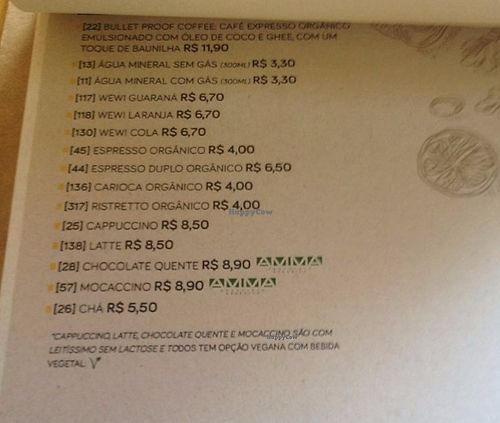 [22] BULLET PROOF COFFEE: CAFÉ EXPRESSO ORGÂNICO
EMULSIONADO COM ÓLEO DE COCO E GHEE, COM UM
TOQUE DE BAUNILHA R$ 11,90
[13] ÁGUA MINERAL SEM GÁS (300ML) R$ 3,30
[11] ÁGUA MINERAL COM GÁS (300ML) R$ 3,30
[117] WEWI GUARANÁ R$ 6,70
[118] WEWI LARANJA R$ 6,70
[130] WEWI COLA R$ 6,70
[45] ESPRESSO ORGÂNICO R$ 4,00
[44] ESPRESSO DUPLO ORGÂNICO R$ 6,50
[136] CARIOCA ORGÂNICO R$ 4,00
[317] RISTRETTO ORGÂNICO R$ 4,00
HappyCow
[25] CAPPUCCINO R$ 8,50
[138] LATTE R$ 8,50
[28] CHOCOLATE QUENTE R$ 8,90 AMMA
[57] MOCACCINO R$ 8,90 AMMA
[26] CHÁ R$ 5,50
*CAPPUCCINO, LATTE, CHOCOLATE QUENTE E MOCACCINO SÃO COM
HappyCow
LEITÍSSIMO SEM LACTOSE E TODOS TEM OPÇÃO VEGANA COM BEBIDA
VEGETAL. V